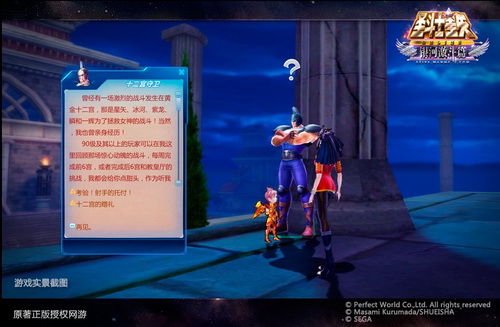 圣斗士星矢
银河激斗篇
十二宫守卫
曾经有一场激烈的战斗发生在黄
金十二宫，那是星矢、冰河、紫龙、
瞬和一辉为了拯救女神的战斗！当然
，我也曾亲身经历！
90级及其以上的玩家可以在我这
里回顾那场惊心动魄的战斗，每周完
成前6宫，或者完成后6宫和教皇厅的
挑战，我都会给你点甜头，作为听我
考验！射手的托付！
十二宫的赠礼
再见。
?
游戏实景截图
原著正版授权网游
© Perfect World Co.,Ltd. All rights reserved
© Masami Kurumada/SHUEISHA
© SEGA